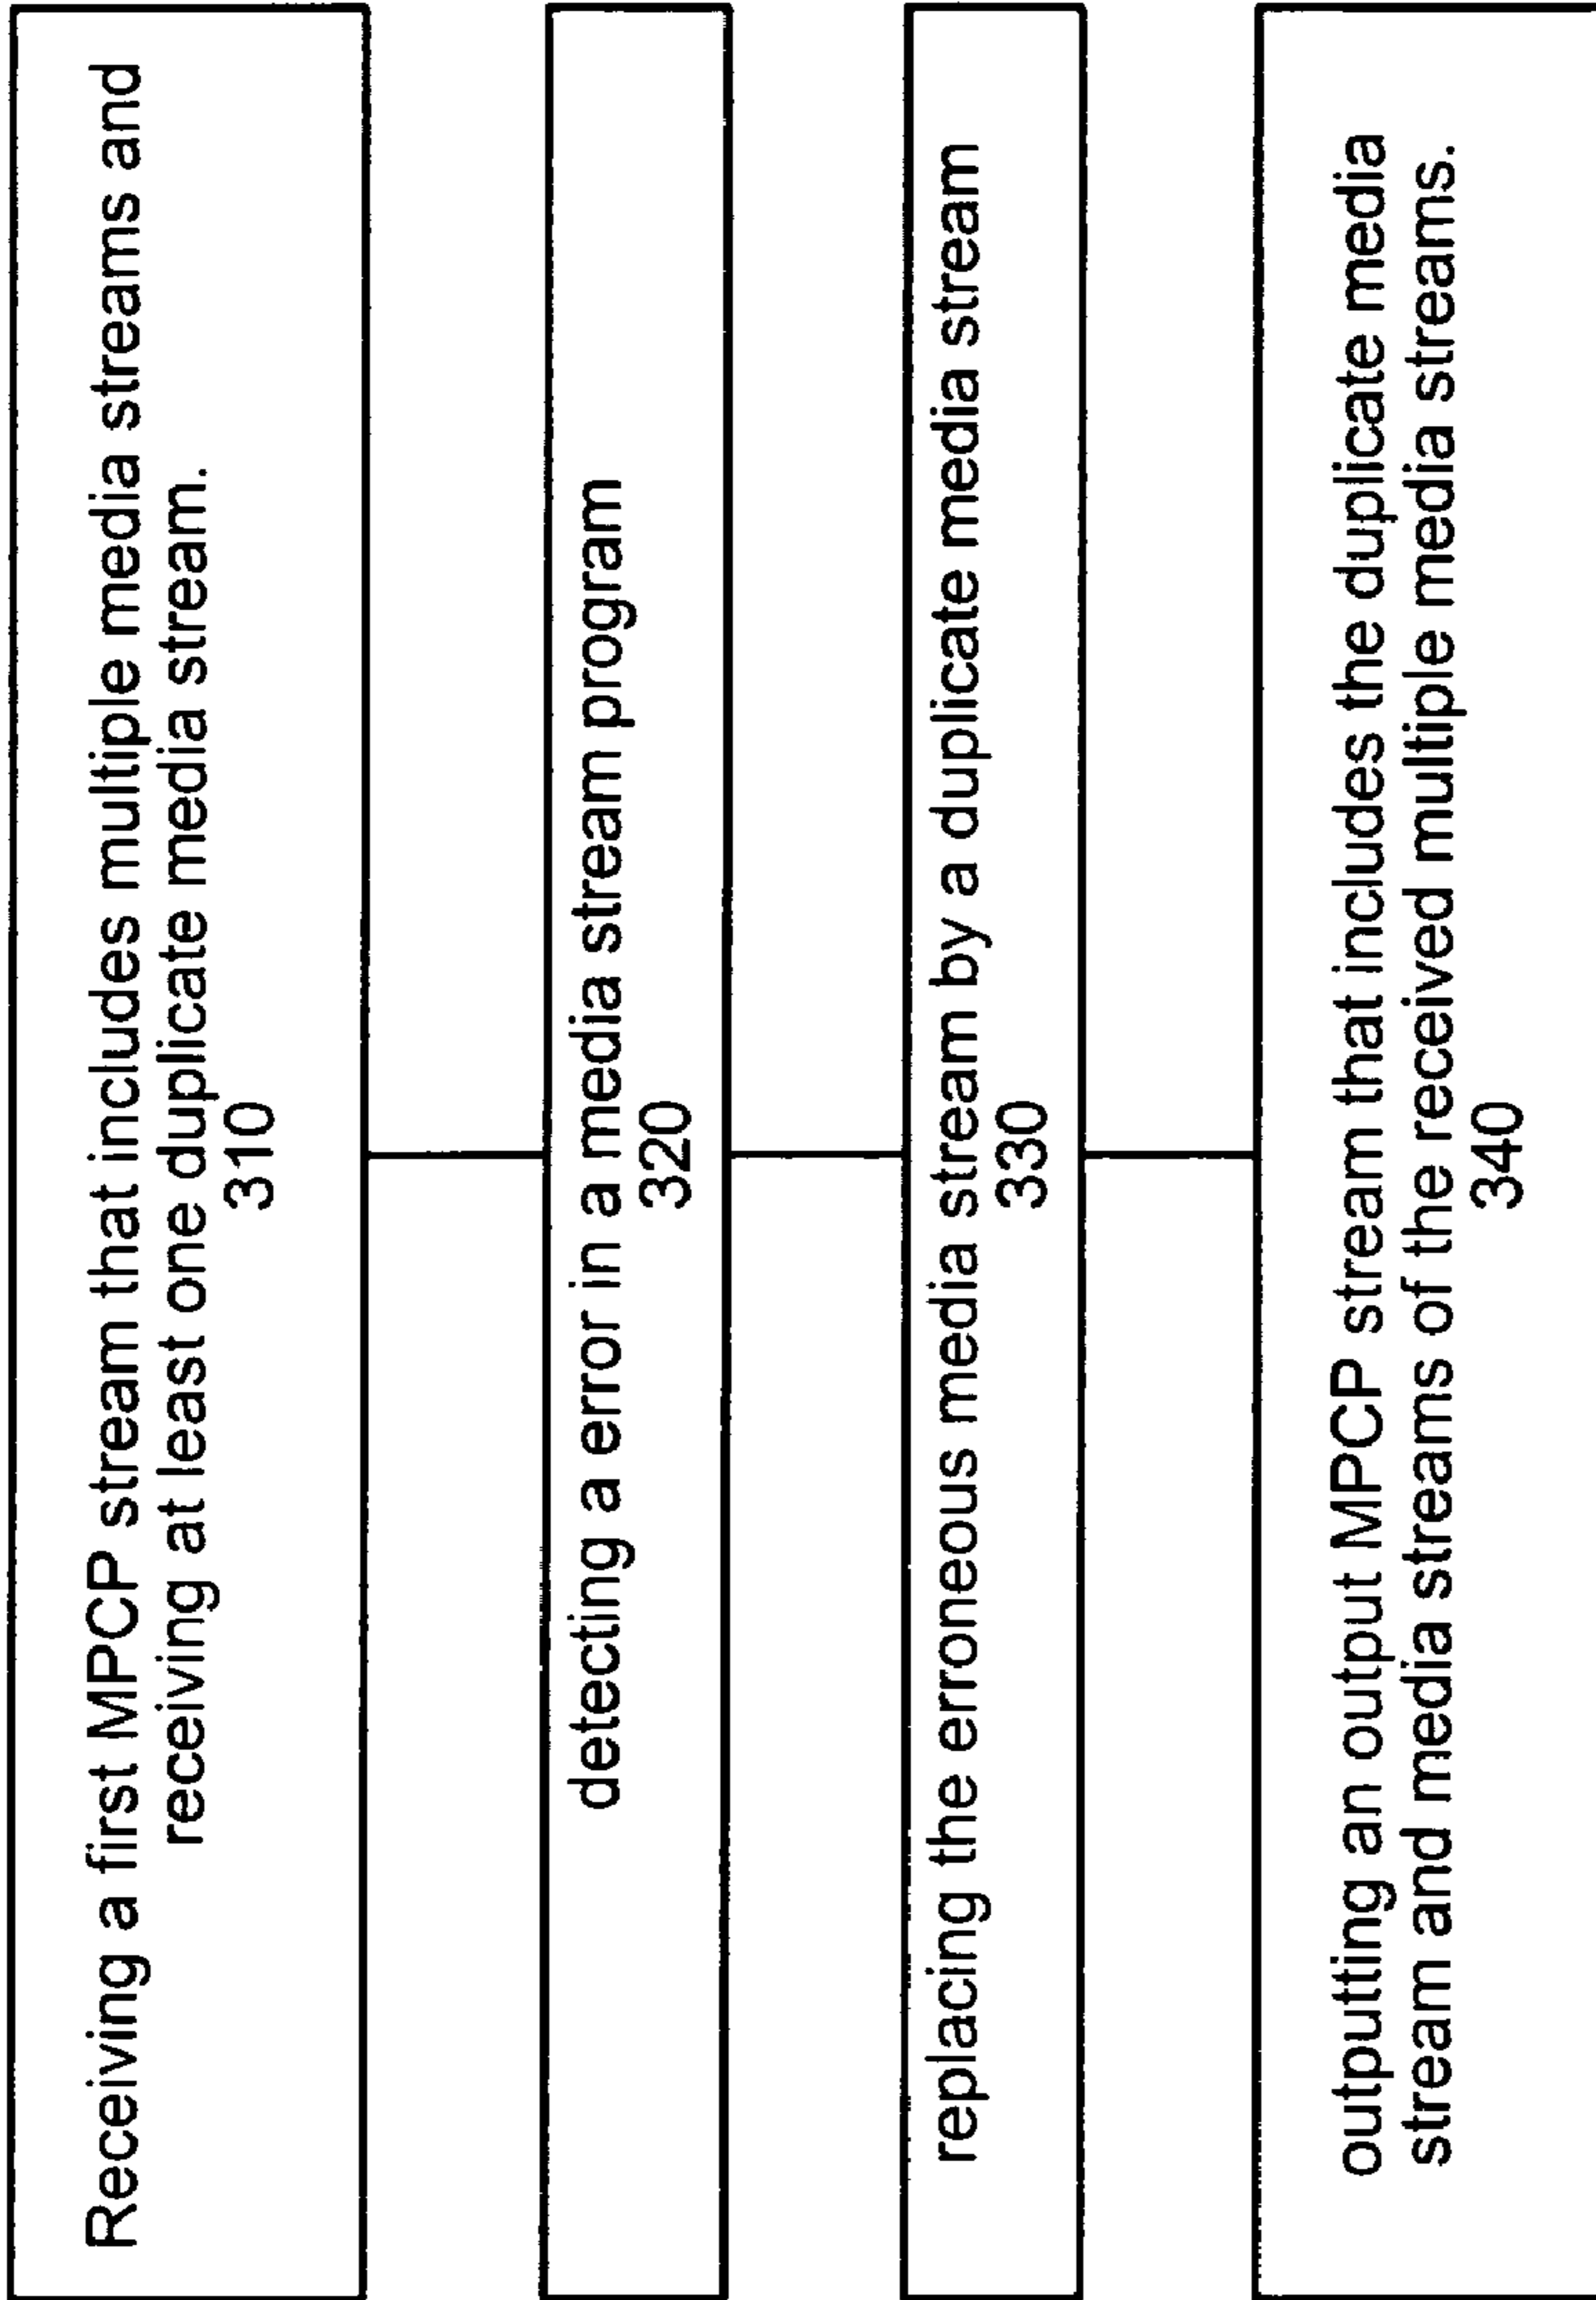 Receiving a first MPCP stream that includes multiple media streams and
receiving at least one duplicate media stream.
310
detecting a error in a media stream program
320
replacing the erroneous media stream by a duplicate media stream
330
outputting an output MPCP stream that includes the duplicate media
stream and media streams of the received multiple media streams.
340